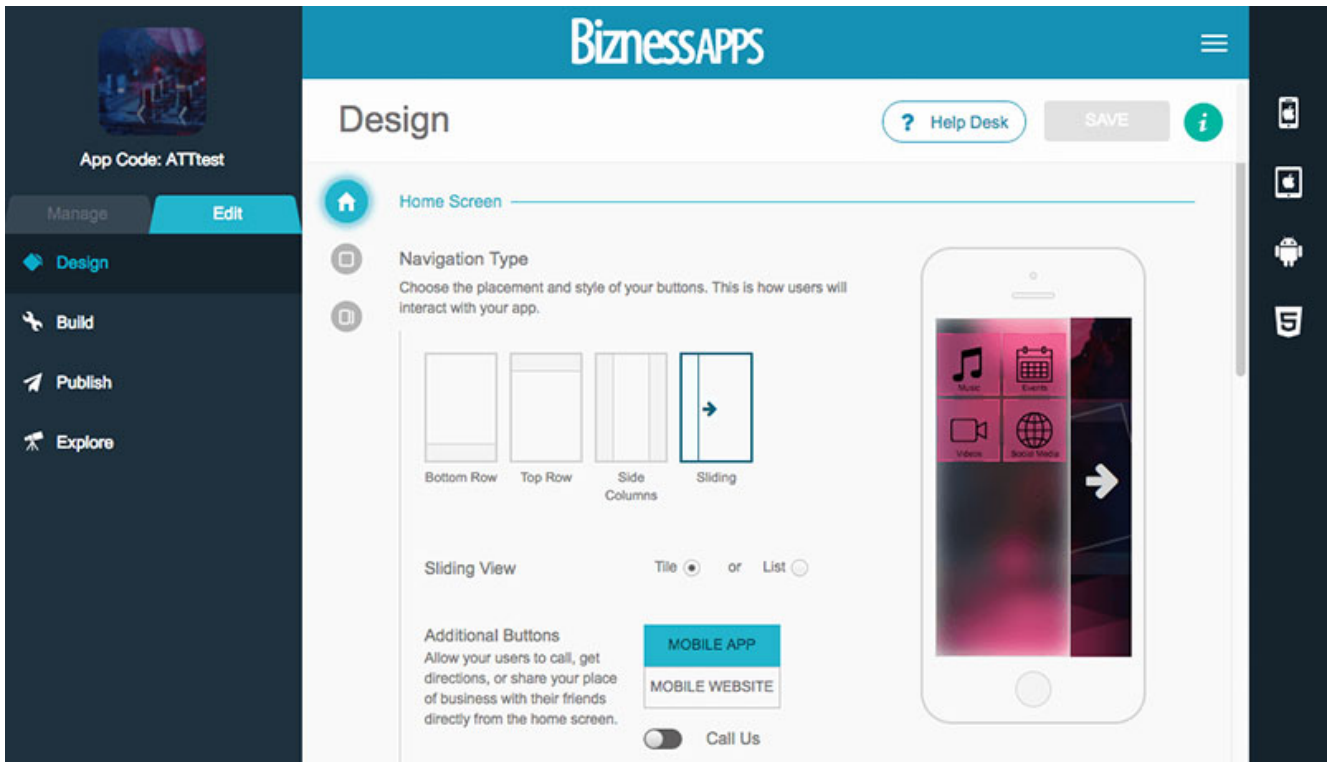 BiznessAPPS
App Code: ATTtest
Manage
Edit
Design
Build
Publish
Explore
Design
? Help Desk
SAVE
i
Home Screen
Navigation Type
Choose the placement and style of your buttons. This is how users will
interact with your app.
Bottom Row
Top Row
Side
Columns
Sliding
Sliding View
Tile
or
List
Additional Buttons
Allow your users to call, get
directions, or share your place
of business with their friends
directly from the home screen.
MOBILE APP
MOBILE WEBSITE
Call Us
Music
Events
Videos
Social Media
5